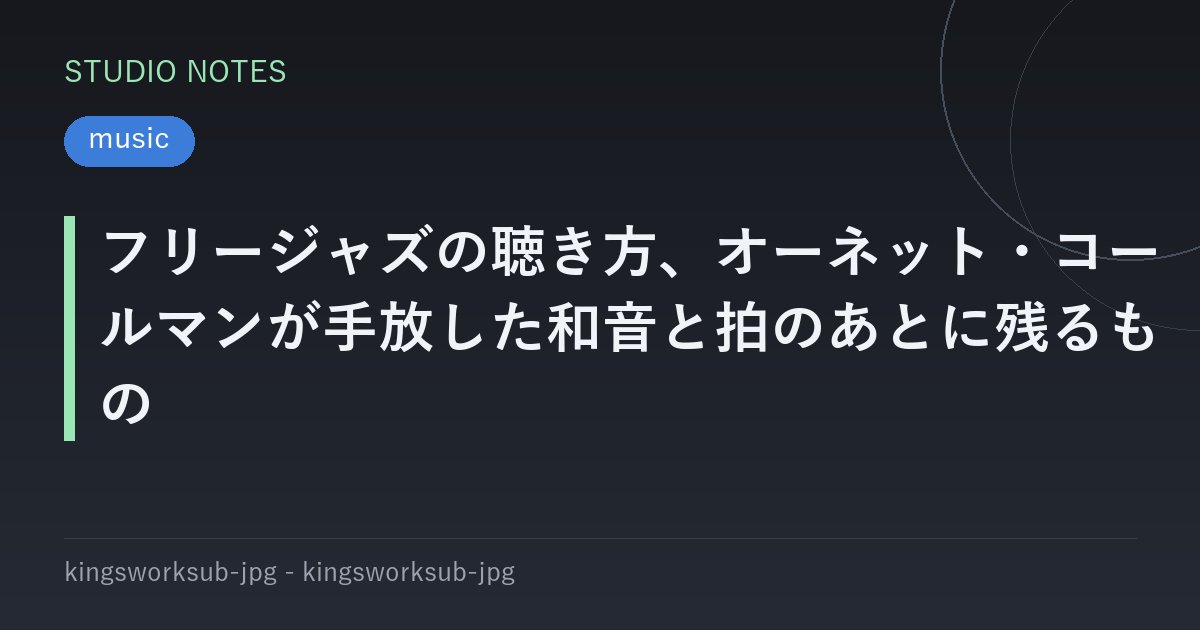 STUDIO NOTES
music
フリージャズの聴き方、オーネット・コー
ルマンが手放した和音と拍のあとに残るも
の
kingsworksub-jpg - kingsworksub-jpg